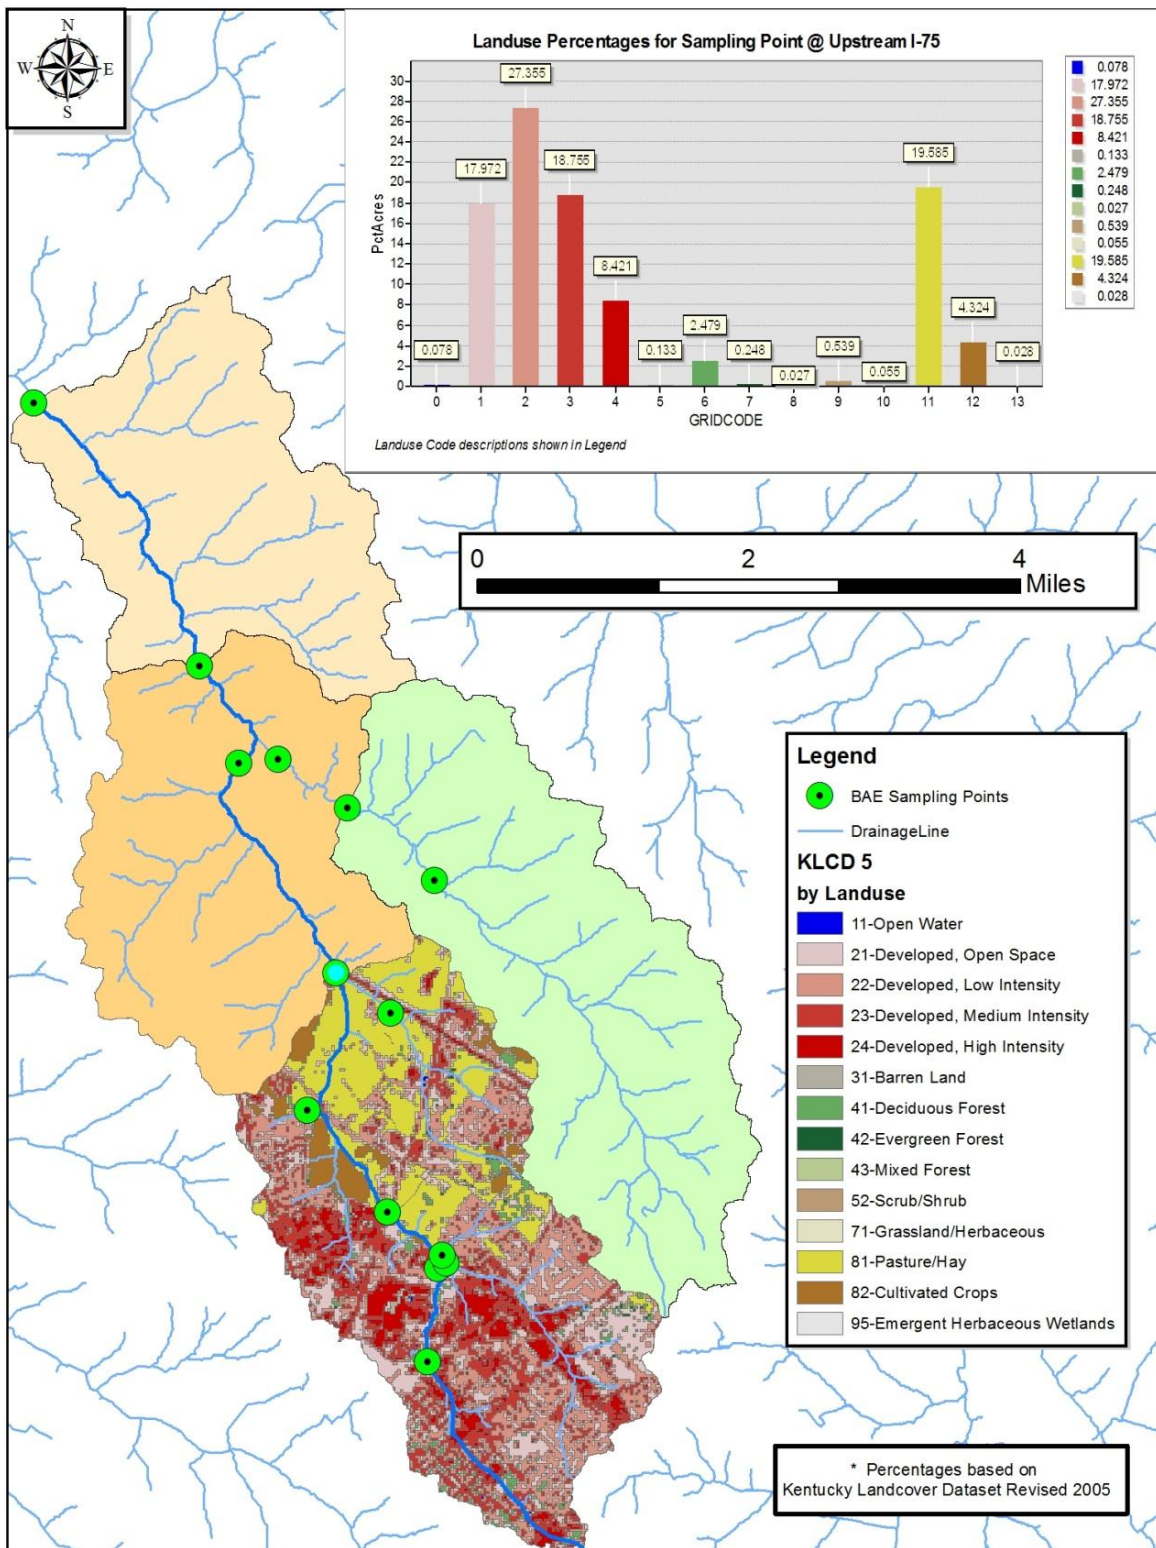 N
W E
S
Landuse Percentages for Sampling Point @ Upstream I-75
PctAcres
30
28
26
24
22
20
18
16
14
12
10
8
6
4
2
0
0.078
17.972
27.355
18.755
8.421
0.133
2.479
0.248
0.027
0.539
0.055
19.585
4.324
0.028
0 1 2 3 4 5 6 7 8 9 10 11 12 13
GRIDCODE
Landuse Code descriptions shown in Legend
0.078
17.972
27.355
18.755
8.421
0.133
2.479
0.248
0.027
0.539
0.055
19.585
4.324
0.028
0 2 4
Miles
Legend
BAE Sampling Points
DrainageLine
KLCD 5
by Landuse
11-Open Water
21-Developed, Open Space
22-Developed, Low Intensity
23-Developed, Medium Intensity
24-Developed, High Intensity
31-Barren Land
41-Deciduous Forest
42-Evergreen Forest
43-Mixed Forest
52-Scrub/Shrub
71-Grassland/Herbaceous
81-Pasture/Hay
82-Cultivated Crops
95-Emergent Herbaceous Wetlands
* Percentages based on
Kentucky Landcover Dataset Revised 2005